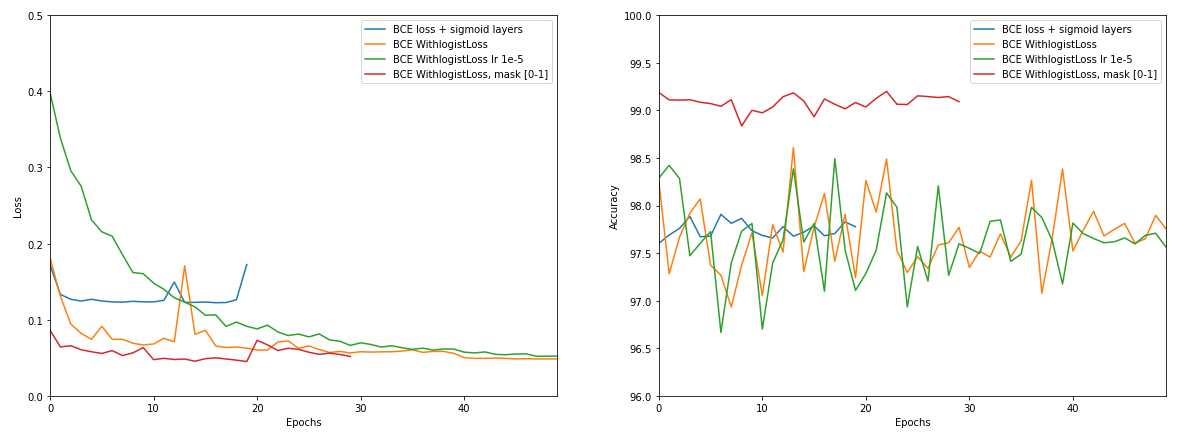 0.5
0.4
0.3
0.2
0.1
0.0
Loss
0
10
20
30
40
Epochs
BCE loss + sigmoid layers
BCE WithlogistLoss
BCE WithlogistLoss lr 1e-5
BCE WithlogistLoss, mask [0-1]
100.0
99.5
99.0
98.5
98.0
97.5
97.0
96.5
96.0
Accuracy
0
10
20
30
40
Epochs
BCE loss + sigmoid layers
BCE WithlogistLoss
BCE WithlogistLoss lr 1e-5
BCE WithlogistLoss, mask [0-1]